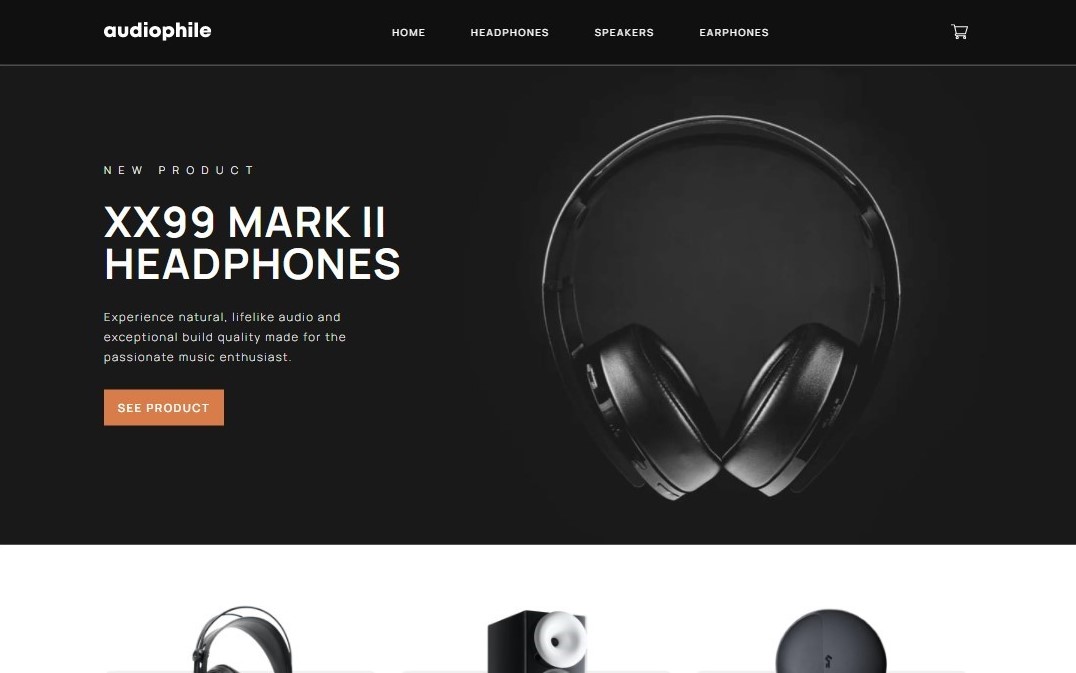 audiophile
HOME HEADPHONES SPEAKERS EARPHONES
NEW PRODUCT
XX99 MARK II
HEADPHONES
Experience natural, lifelike audio and
exceptional build quality made for the
passionate music enthusiast.
SEE PRODUCT